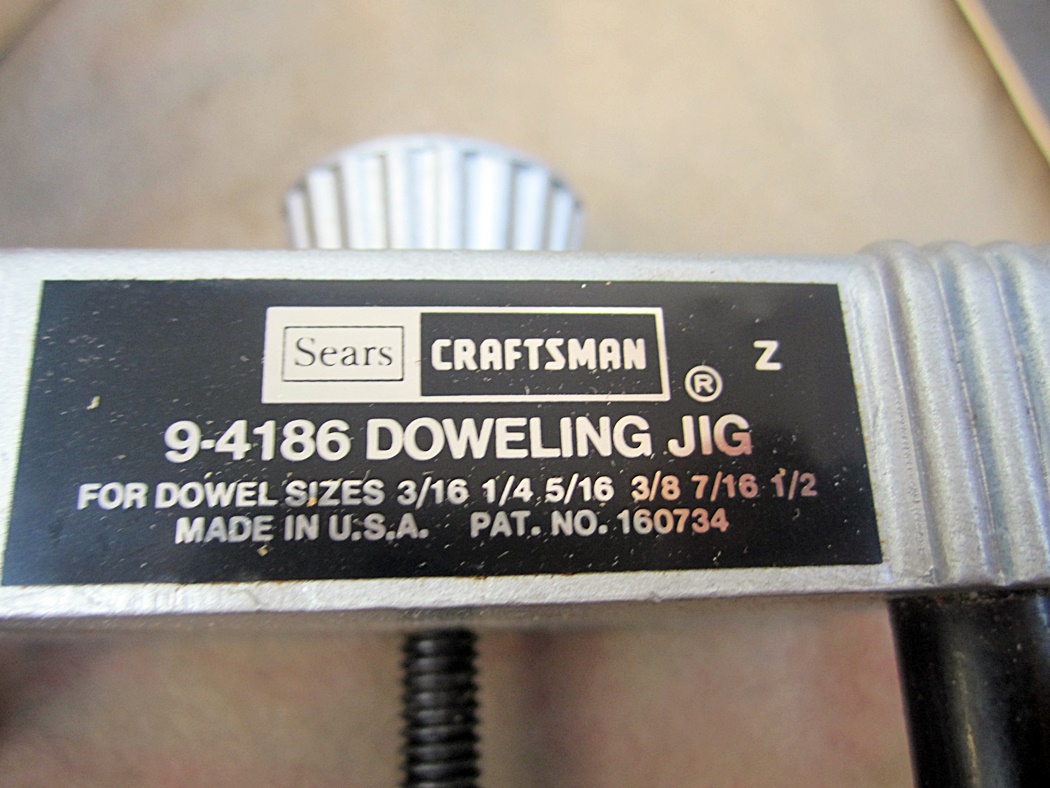 Sears CRAFTSMAN ® Z
9-4186 DOWELING JIG
FOR DOWEL SIZES 3/16 1/4 5/16 3/8 7/16 1/2
MADE IN U.S.A. PAT. NO. 160734